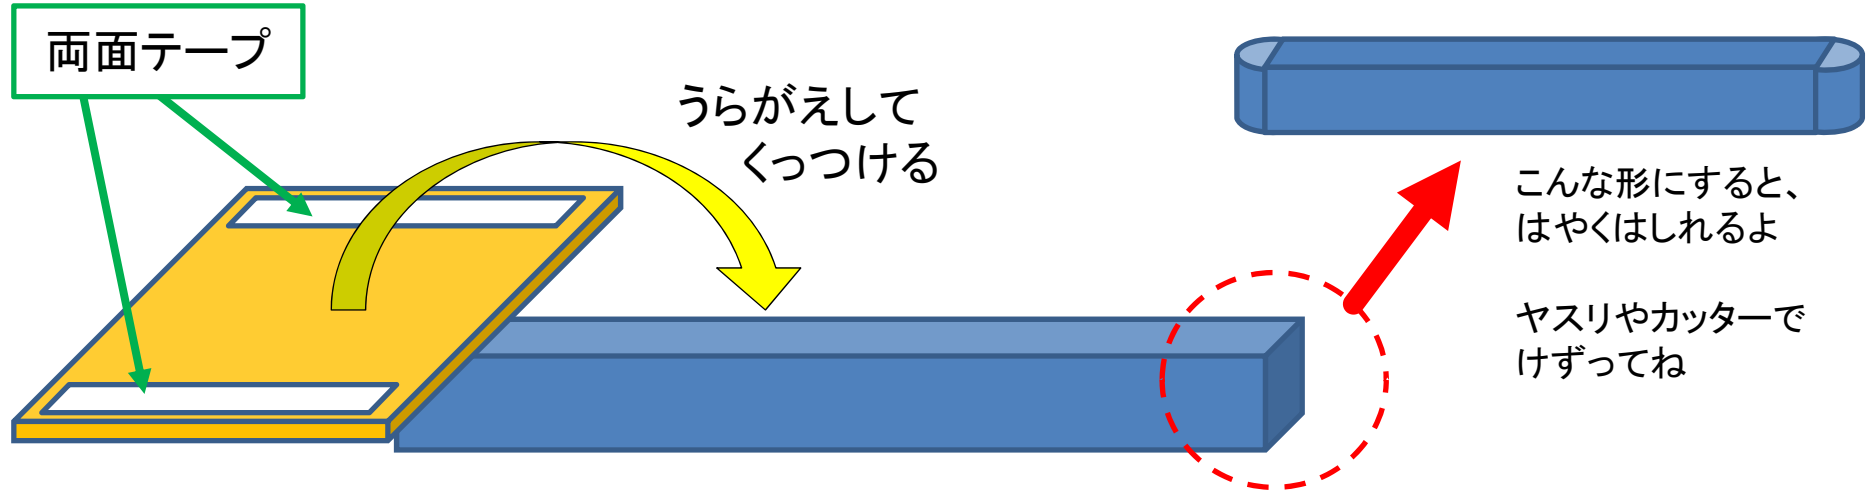 両面テープ
うらがえして
くっつける
こんな形にすると、
はやくはしれるよ
ヤスリやカッターで
けずってね